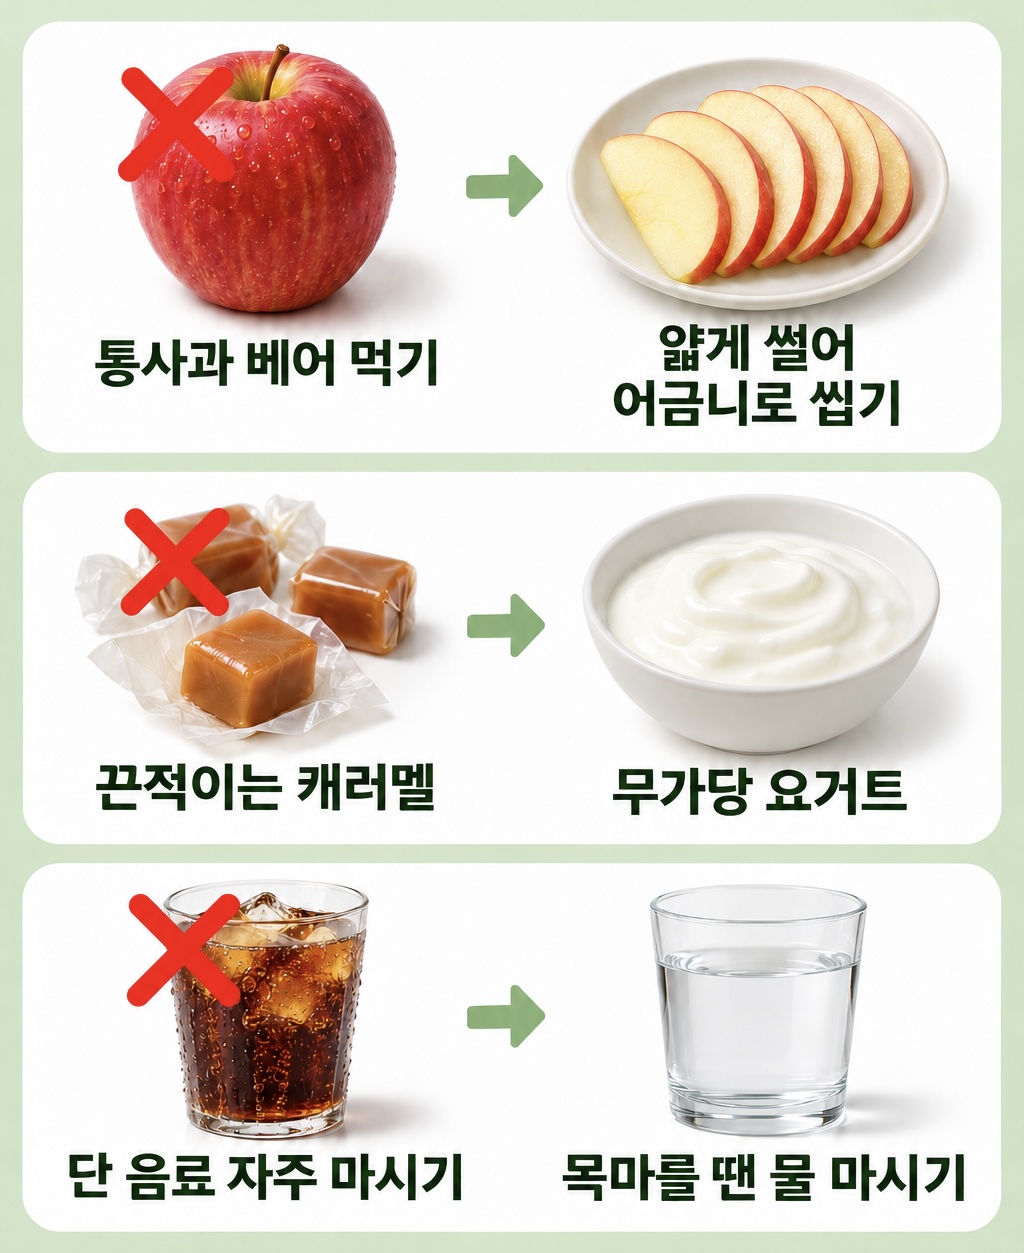 통사과 베어 먹기
얇게 썰어
어금니로 씹기
끈적이는 캐러멜
무가당 요거트
단 음료 자주 마시기
목마를 땐 물 마시기